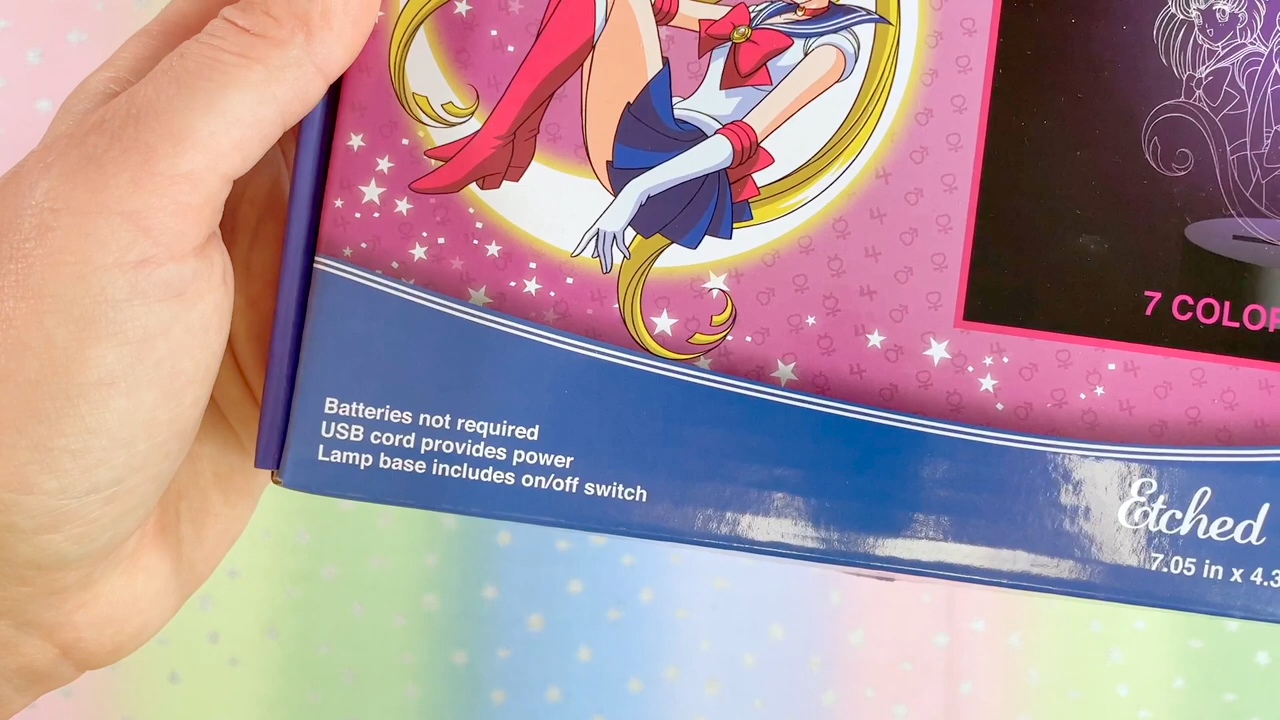 7 COLOR
Batteries not required
USB cord provides power
Lamp base includes on/off switch
Etched
7.05 in x 4.3